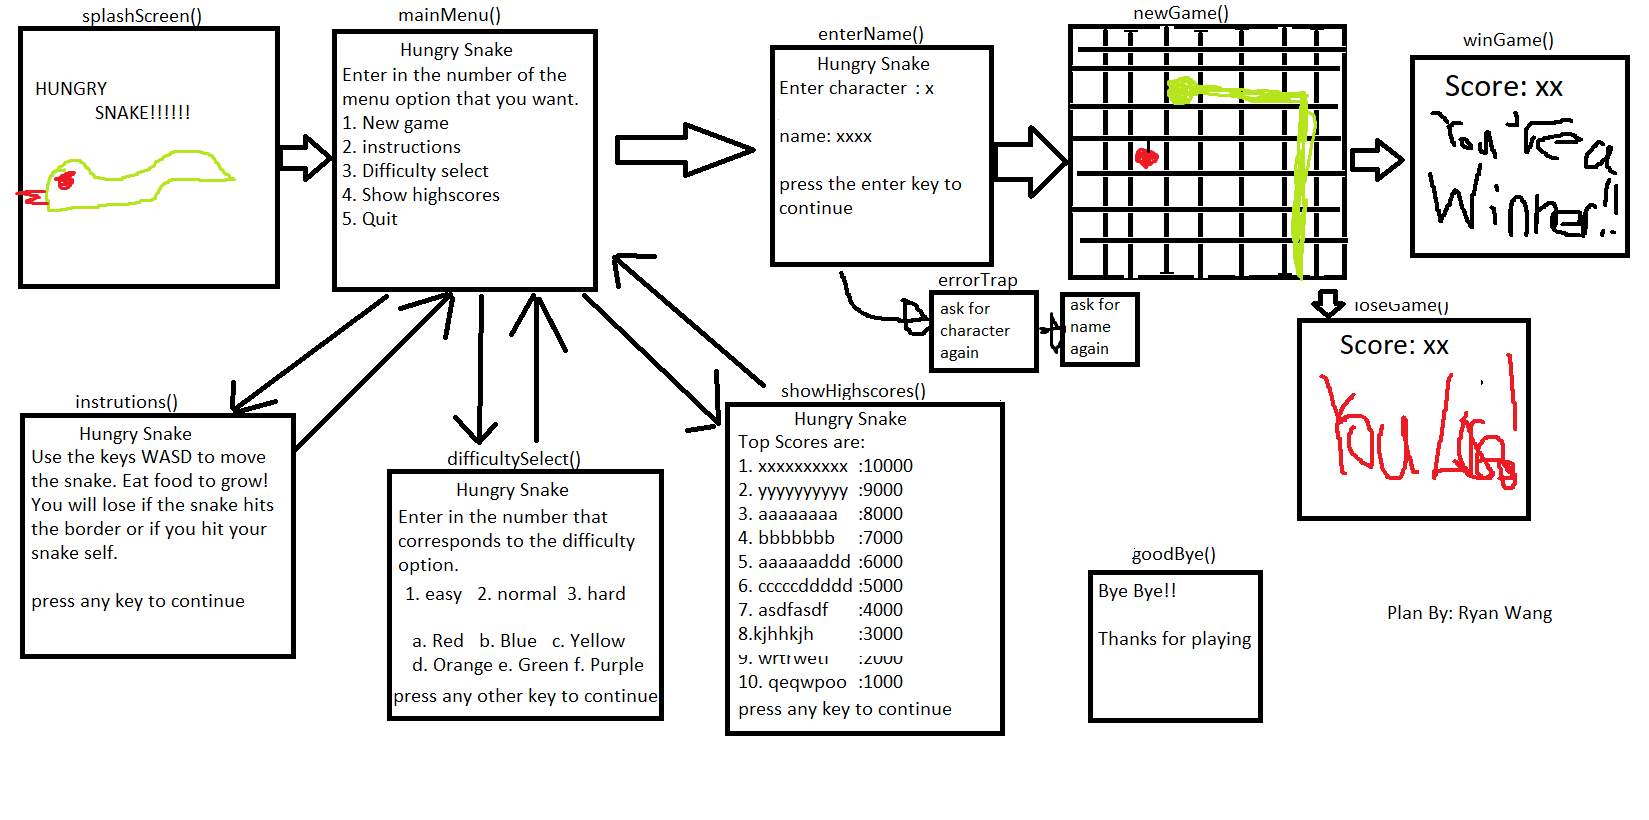 splashScreen()
HUNGRY
SNAKE!!!!!!
mainMenu()
Hungry Snake
Enter in the number of the
menu option that you want.
1. New game
2. instructions
3. Difficulty select
4. Show highscores
5. Quit
enterName()
Hungry Snake
Enter character : x
name: xxxx
press the enter key to
continue
errorTrap
ask for
character
again
ask for
name
again
newGame()
winGame()
Score: xx
You're a
Winner!!
loseGame()
Score: xx
You
instrutions()
Hungry Snake
Use the keys WASD to move
the snake. Eat food to grow!
You will lose if the snake hits
the border or if you hit your
snake self.
press any key to continue
difficultySelect()
Hungry Snake
Enter in the number that
corresponds to the difficulty
option.
1. easy 2. normal 3. hard
a. Red b. Blue c. Yellow
d. Orange e. Green f. Purple
press any other key to continue
showHighscores()
Hungry Snake
Top Scores are:
1. xxxxxxxxxx :10000
2. yyyyyyyyyy :9000
3. aaaaaaaa :8000
4. bbbbbbb :7000
5. aaaaaaddd :6000
6. cccccddddd :5000
7. asdfasdf :4000
8.kjhhkjh :3000
9. :2000
10. qeqwpoo :1000
press any key to continue
goodBye()
Bye Bye!!
Thanks for playing
Plan By: Ryan Wang